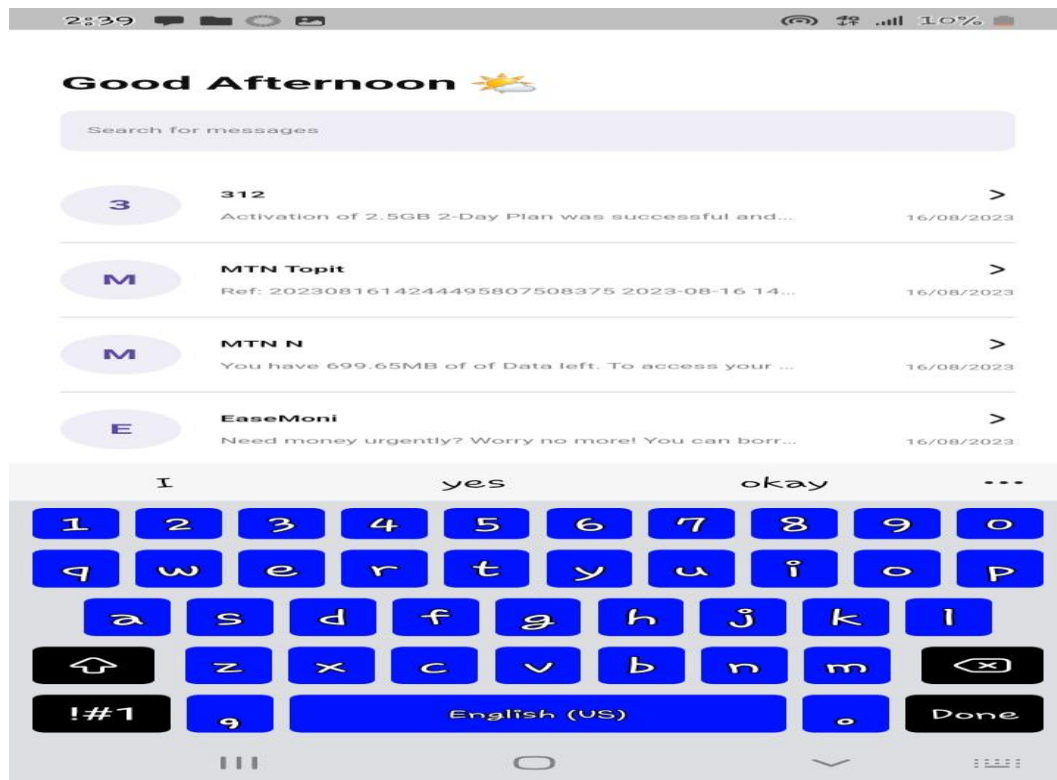 2:39 10%
Good Afternoon
Search for messages
3 312 >
Activation of 2.5GB 2-Day Plan was successful and... 16/08/2023
M MTN Topit >
Ref: 2023081614244495807508375 2023-08-16 14... 16/08/2023
M MTN N >
You have 699.65MB of of Data left. To access your ... 16/08/2023
E EaseMoni >
Need money urgently? Worry no more! You can borr... 16/08/2023
I yes okay ...
1 2 3 4 5 6 7 8 9 0
q w e r t y u i o p
a s d f g h j k l
z x c v b n m
!#1 , English (US) . Done